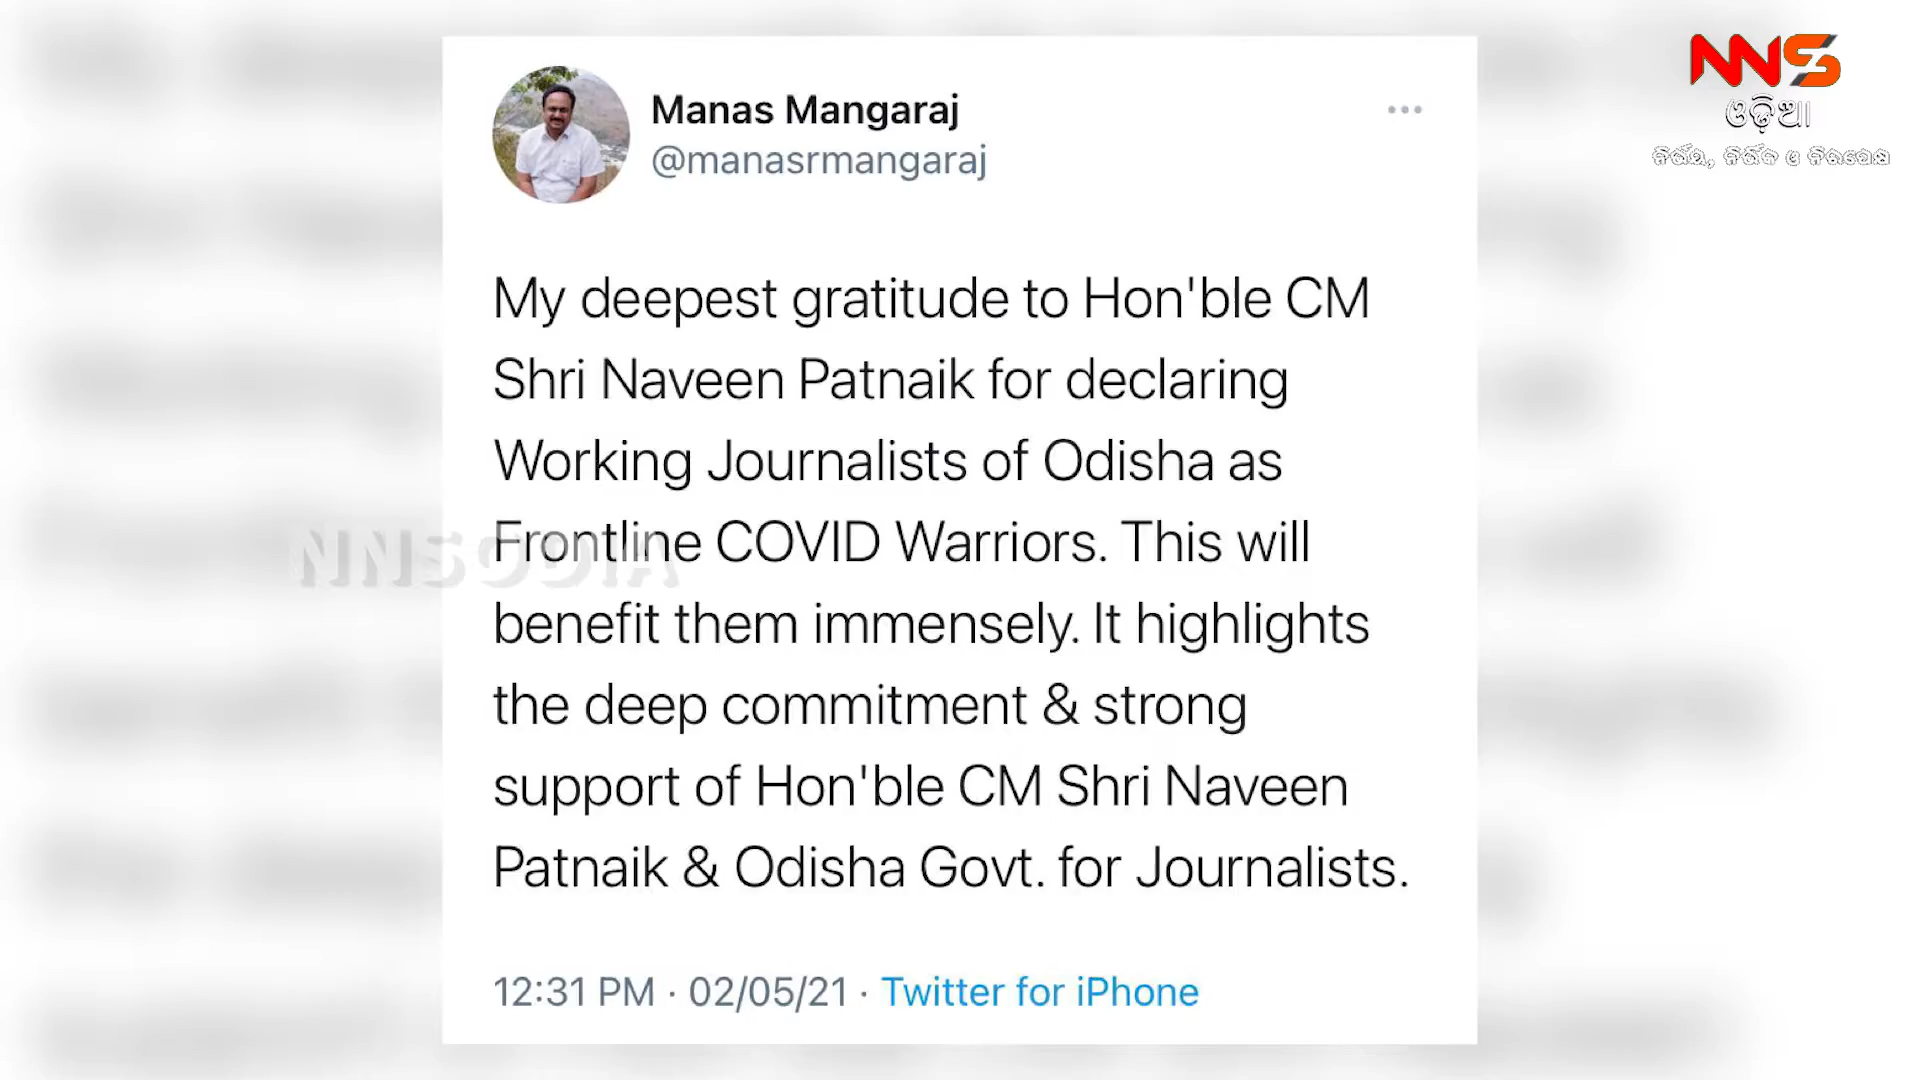 Manas Mangaraj
@manasrmangaraj
My deepest gratitude to Hon'ble CM
Shri Naveen Patnaik for declaring
Working Journalists of Odisha as
Frontline COVID Warriors. This will
benefit them immensely. It highlights
the deep commitment & strong
support of Hon'ble CM Shri Naveen
Patnaik & Odisha Govt. for Journalists.
12:31 PM · 02/05/21 · Twitter for iPhone
NNS
ଓଡ଼ିଆ
ନିର୍ଭୟ, ନିର୍ଭୀକ ଓ ନିରପେକ୍ଷ
NNSODIA